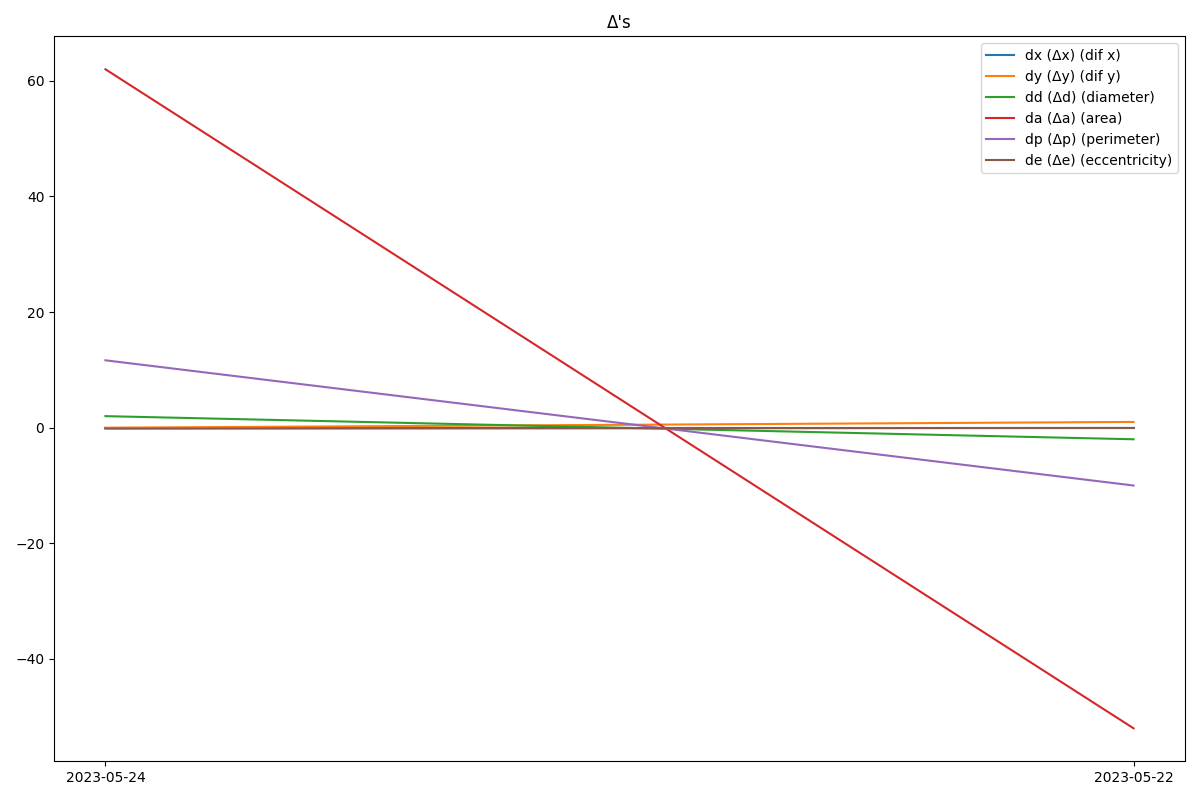 Δ's
dx (Δx) (dif x)
dy (Δy) (dif y)
dd (Δd) (diameter)
da (Δa) (area)
dp (Δp) (perimeter)
de (Δe) (eccentricity)
60
40
20
0
−20
−40
2023-05-24
2023-05-22